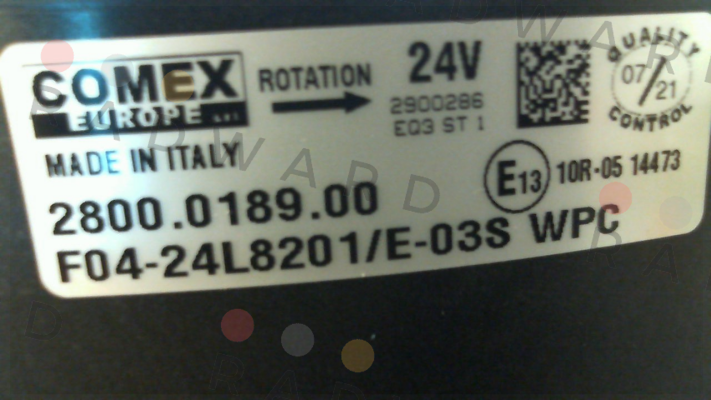 COMEX
EUROPE s.r.l.
ROTATION
24V
2900286
EQ3 ST 1
QUALITY
07/21
CONTROL
MADE IN ITALY
E13
10R-05 14473
2800.0189.00
F04-24L8201/E-03S WPC